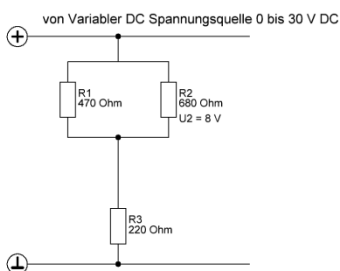 von Variabler DC Spannungsquelle 0 bis 30 V DC
R1
470 Ohm
R2
680 Ohm
U2 = 8 V
R3
220 Ohm